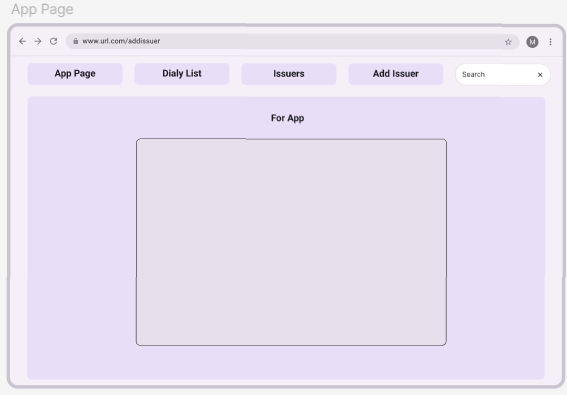 App Page
www.url.com/addissuer
M
App Page
Dialy List
Issuers
Add Issuer
Search
For App